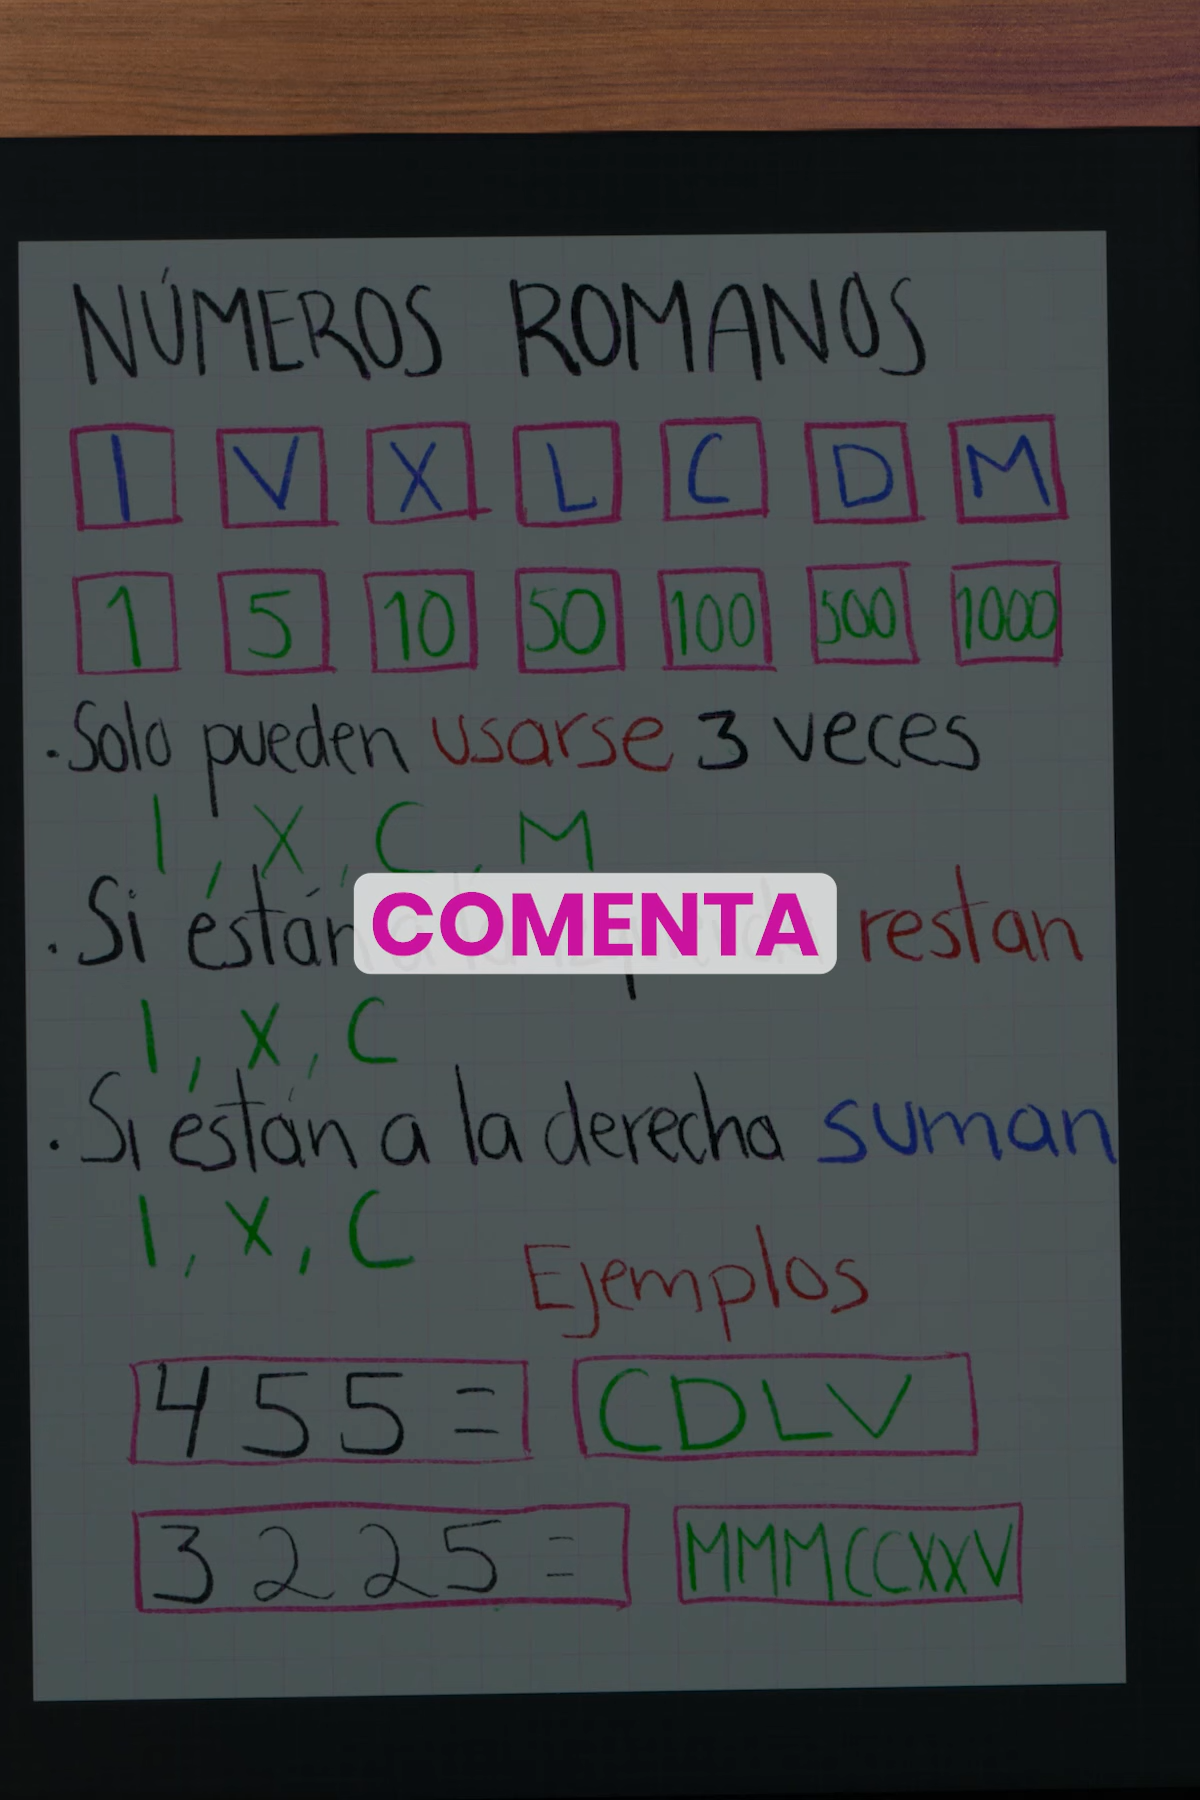 NÚMEROS ROMANOS
I V X L C D M
1 5 10 50 100 500 1000
. Solo pueden usarse 3 veces
I, X, C, M
. Si están restan
COMENTA
I, X, C
. Si están a la derecha suman
I, X, C
Ejemplos
455 = CDLV
3225 = MMMCCXXV